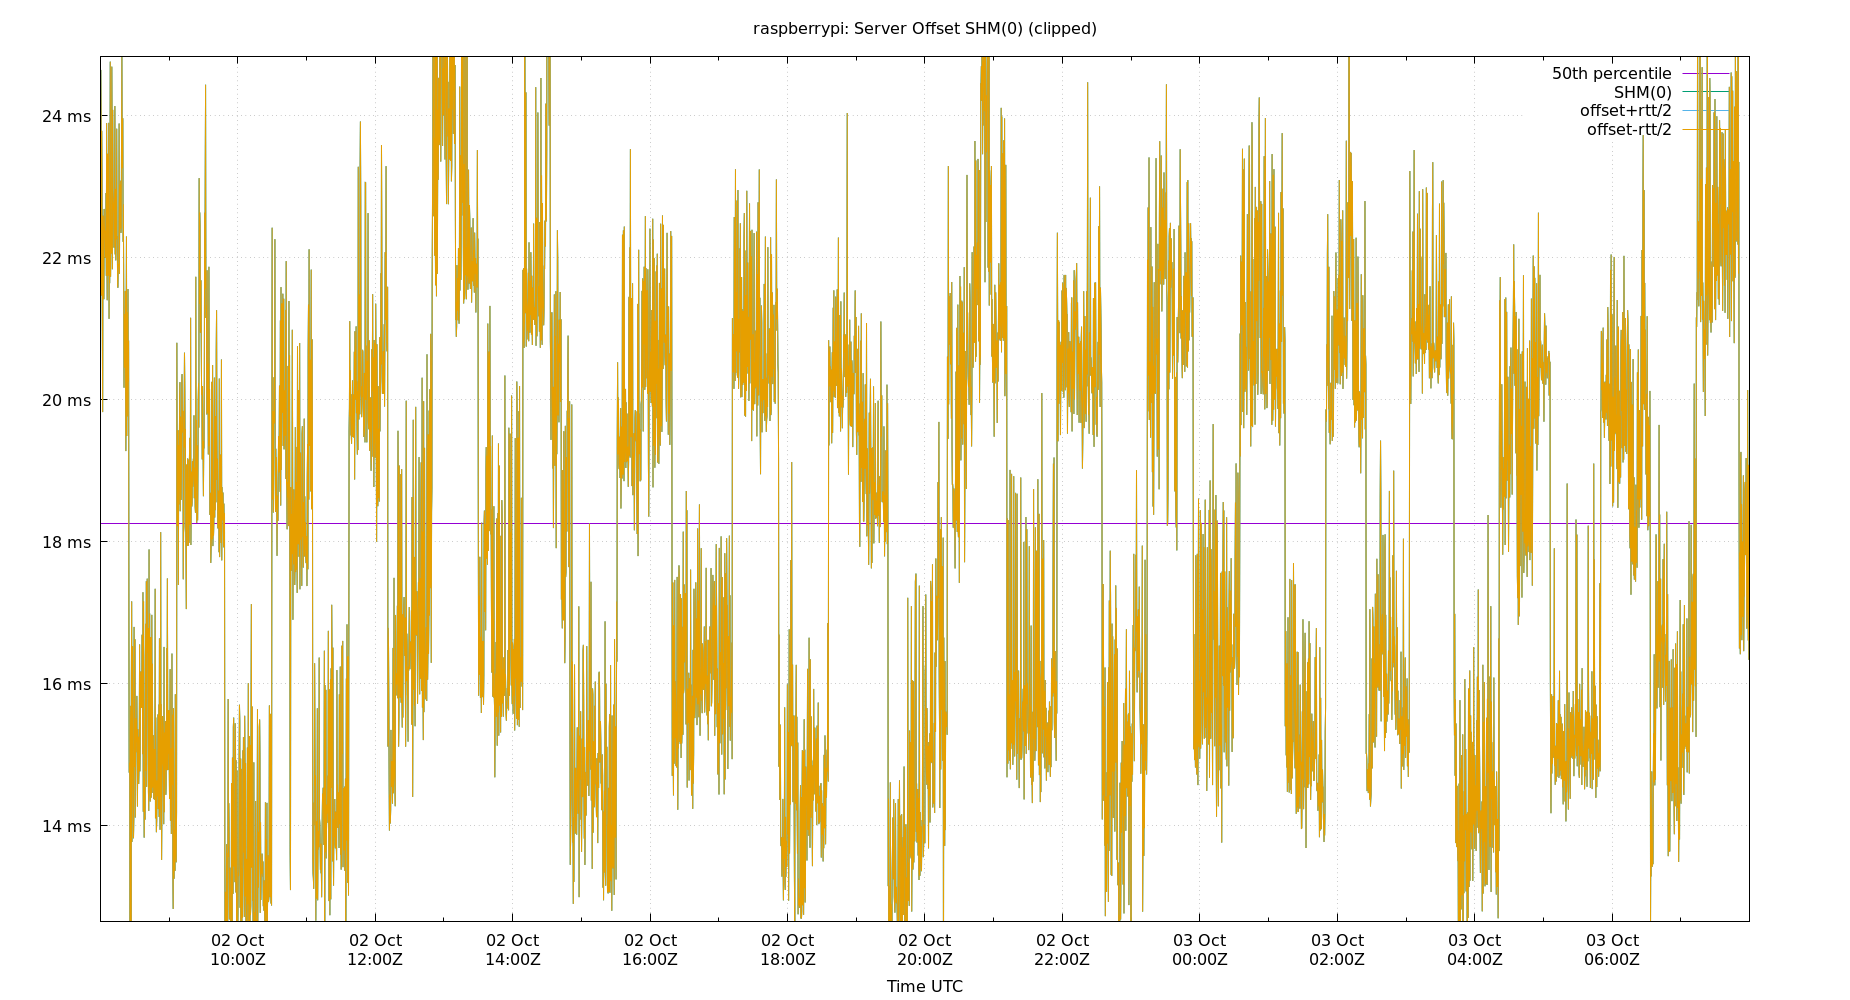 raspberrypi: Server Offset SHM(0) (clipped)
50th percentile
SHM(0)
offset+rtt/2
offset-rtt/2
24 ms
22 ms
20 ms
18 ms
16 ms
14 ms
02 Oct 02 Oct 02 Oct 02 Oct 02 Oct 02 Oct 02 Oct 03 Oct 03 Oct 03 Oct 03 Oct
10:00Z 12:00Z 14:00Z 16:00Z 18:00Z 20:00Z 22:00Z 00:00Z 02:00Z 04:00Z 06:00Z
Time UTC